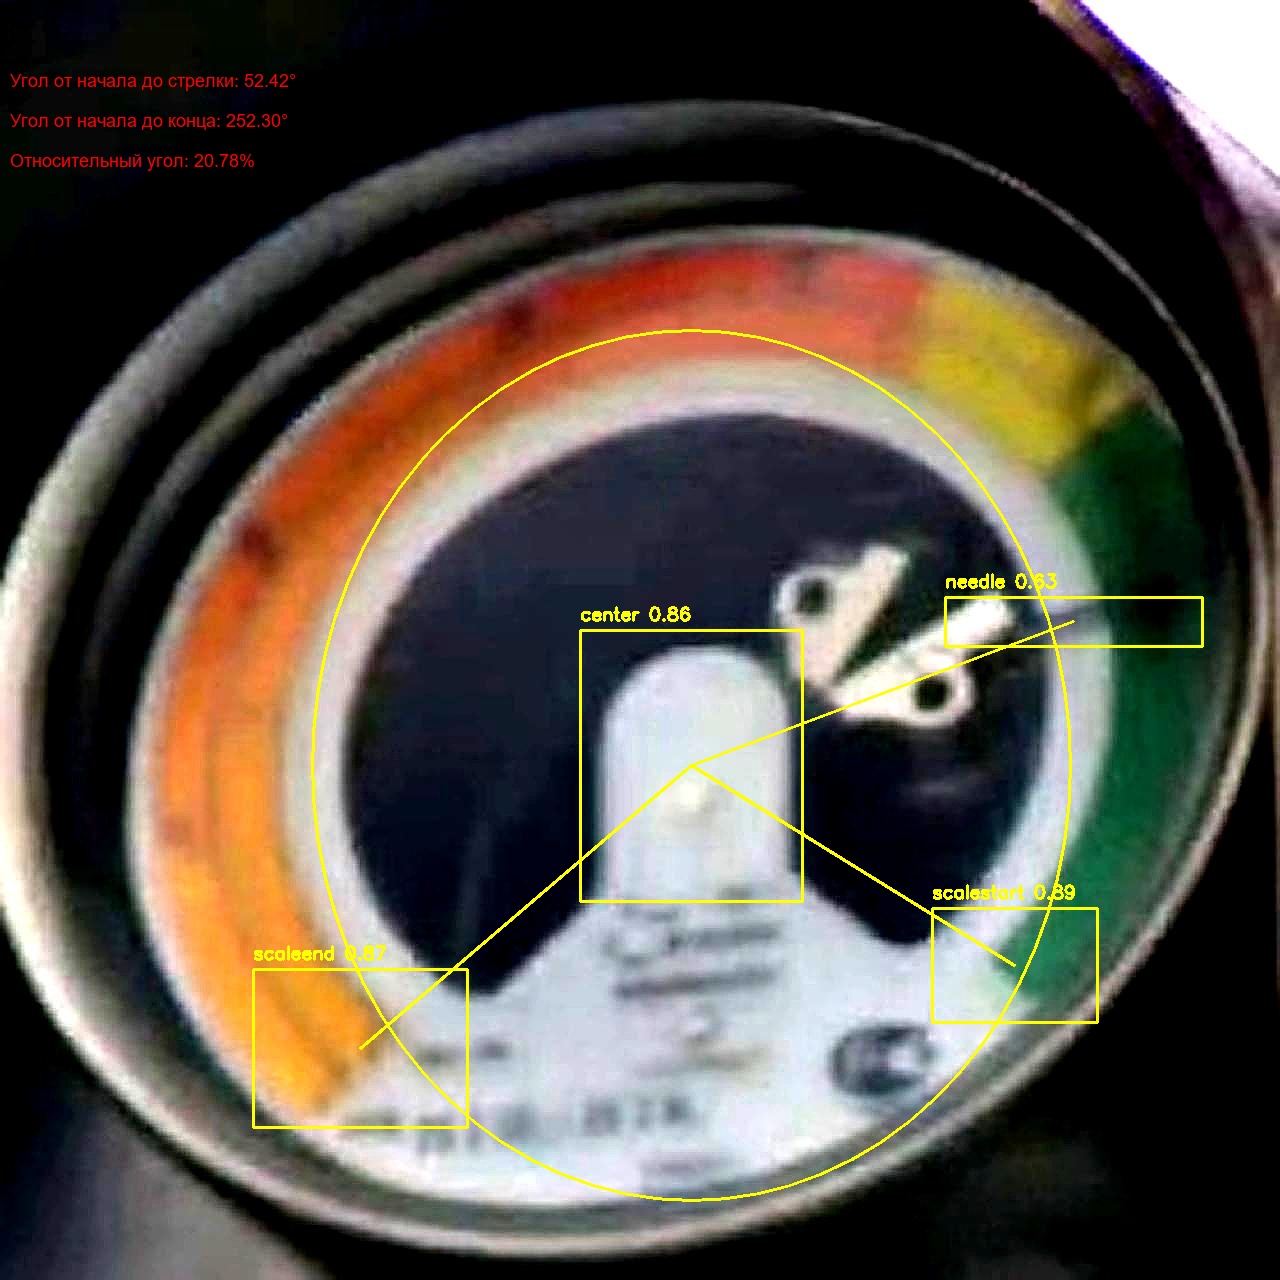 Угол от начала до стрелки: 52.42°
Угол от начала до конца: 252.30°
Относительный угол: 20.78%
needle 0.63
center 0.86
scalestart 0.89
scaleend 0.87